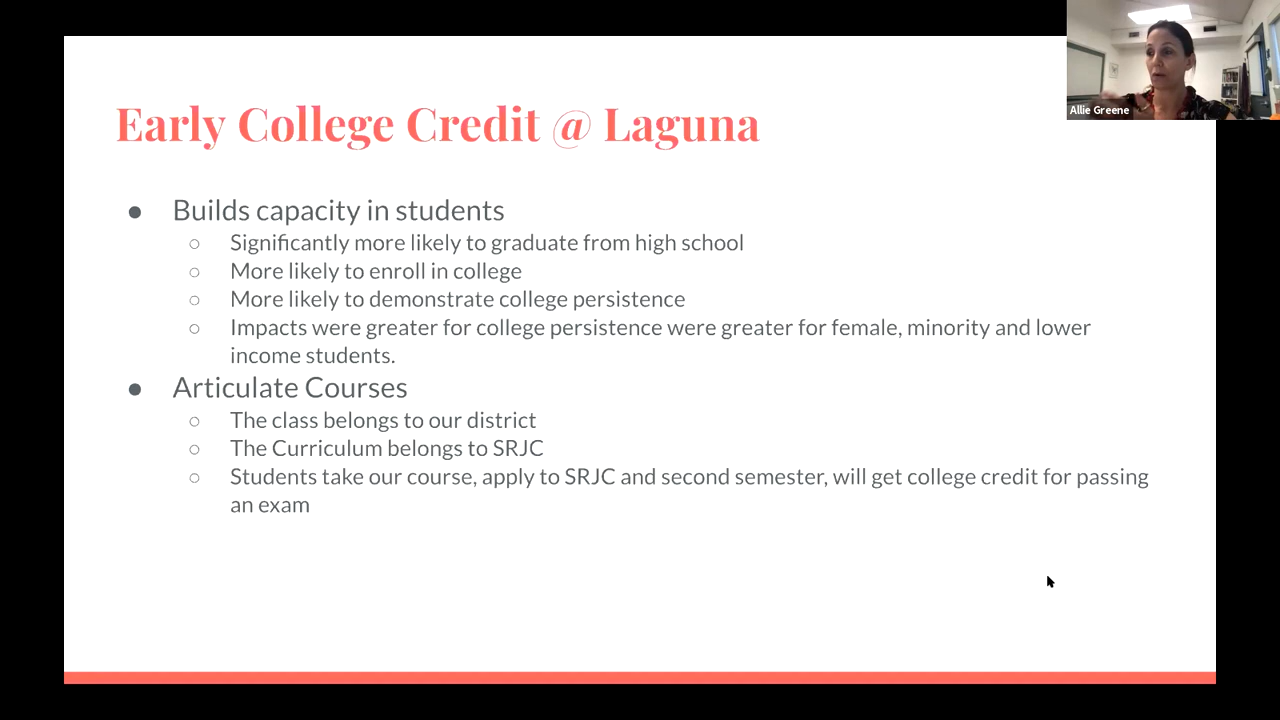 Early College Credit @ Laguna
Allie Greene
● Builds capacity in students
○ Significantly more likely to graduate from high school
○ More likely to enroll in college
○ More likely to demonstrate college persistence
○ Impacts were greater for college persistence were greater for female, minority and lower
income students.
● Articulate Courses
○ The class belongs to our district
○ The Curriculum belongs to SRJC
○ Students take our course, apply to SRJC and second semester, will get college credit for passing
an exam